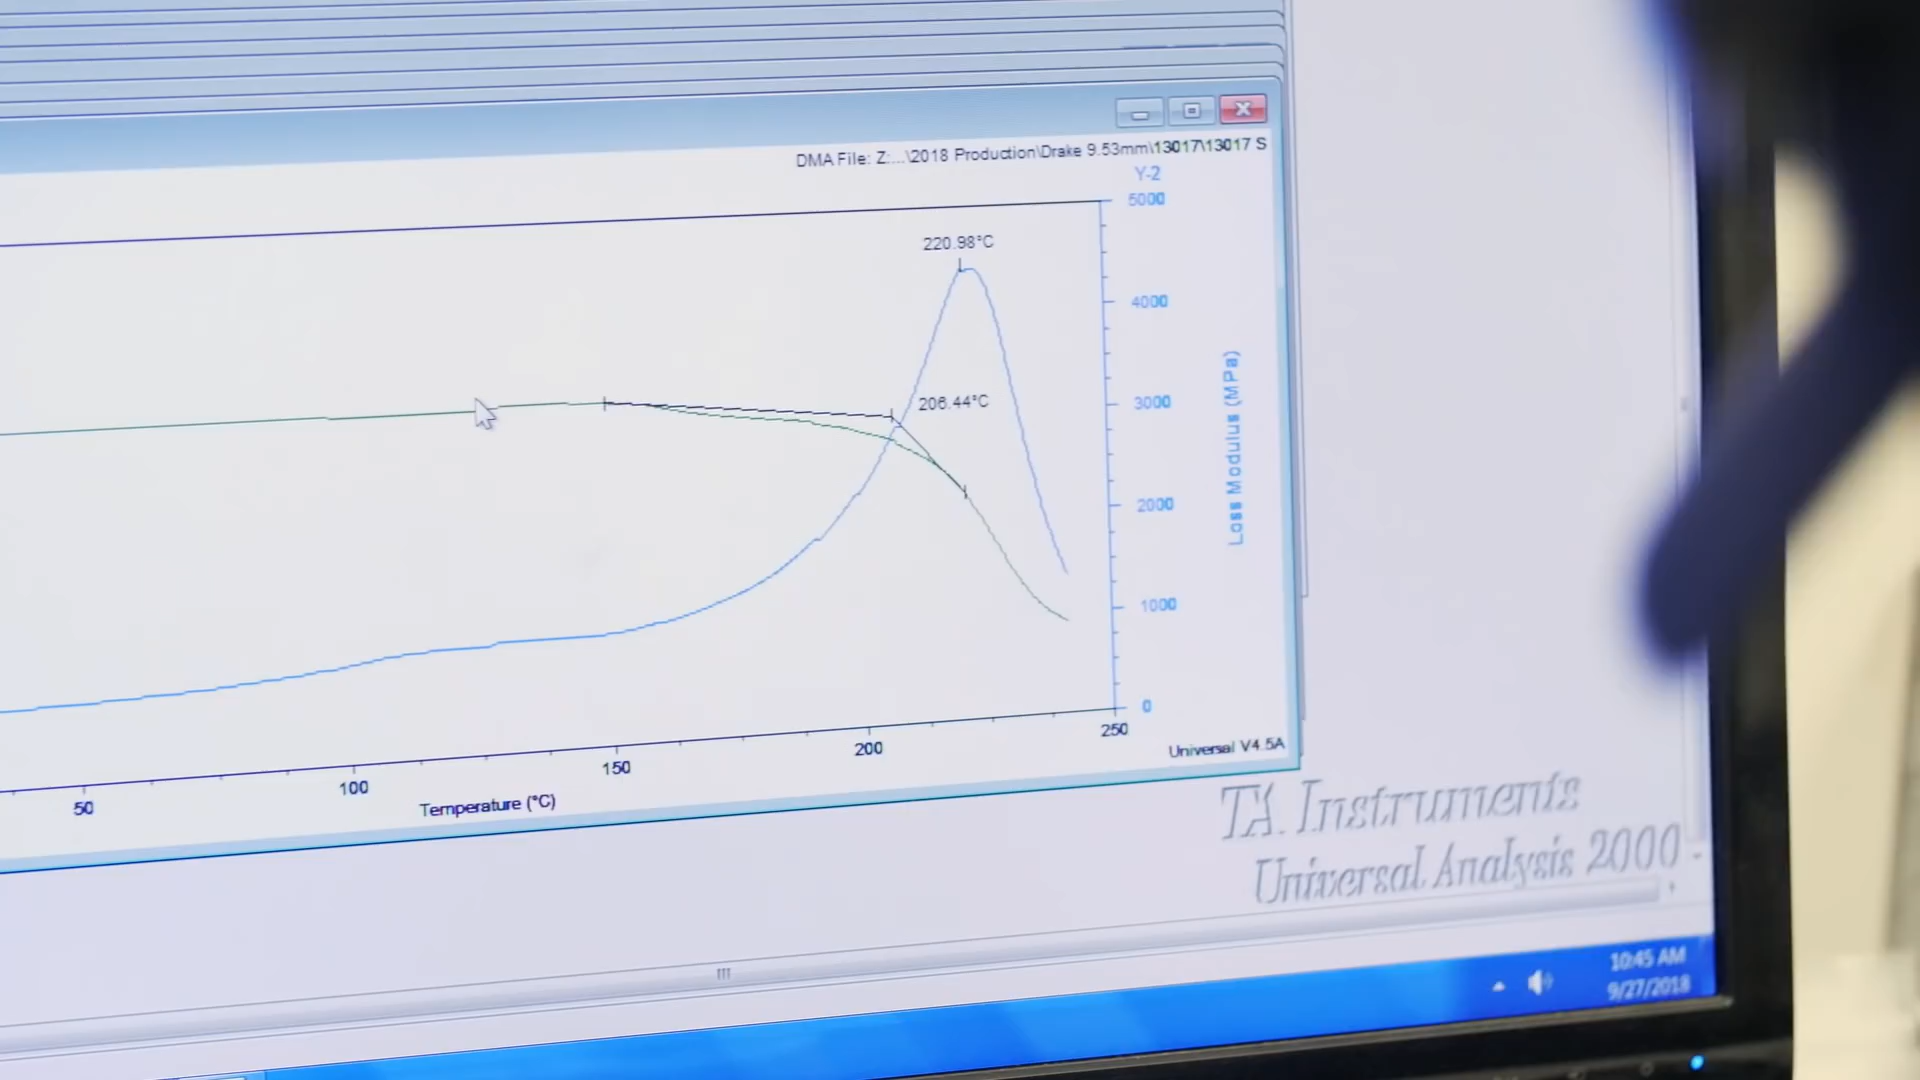 DMA File: Z:...\2018 Production\Drake 9.53mm\13017\13017 S
Y-2
5000
220.98°C
4000
206.44°C
3000
Loss Modulus (MPa)
2000
1000
0
50
100
150
200
250
Temperature (°C)
Universal V4.5A
TA Instruments
Universal Analysis 2000
10:45 AM
9/27/2018